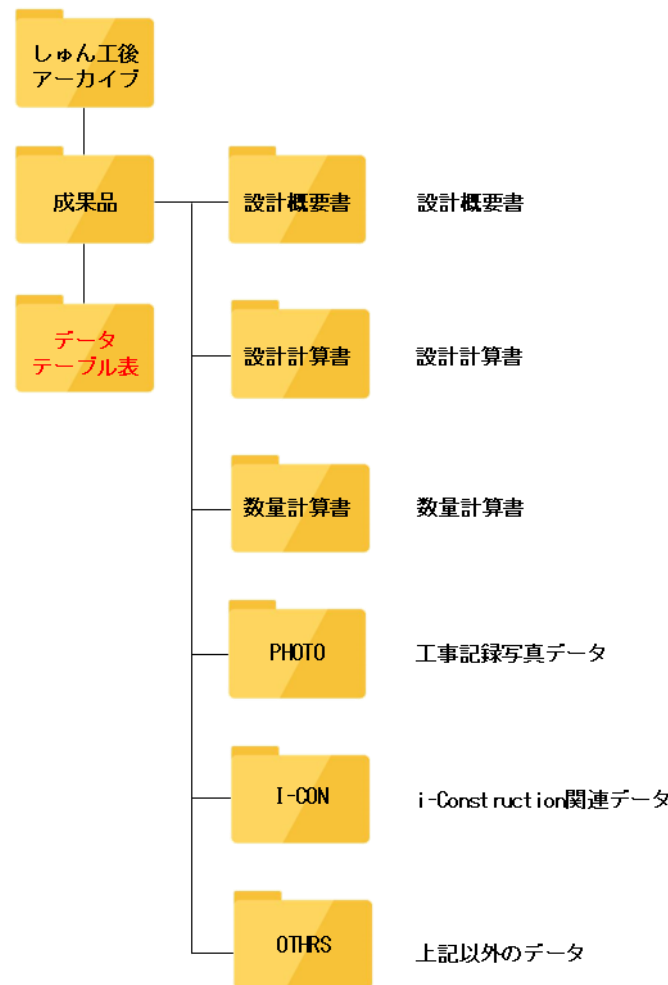 しゅん工後
アーカイブ
成果品
設計概要書
設計概要書
データ
テーブル表
設計計算書
設計計算書
数量計算書
数量計算書
PHOTO
工事記録写真データ
I-CON
i-Construction関連データ
OTHRS
上記以外のデータ